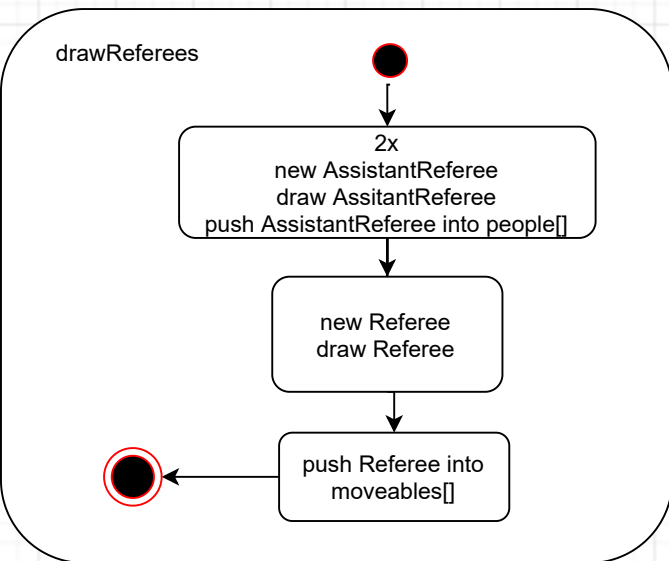 drawReferees
2x
new AssistantReferee
draw AssitantReferee
push AssistantReferee into people[]
new Referee
draw Referee
push Referee into
moveables[]